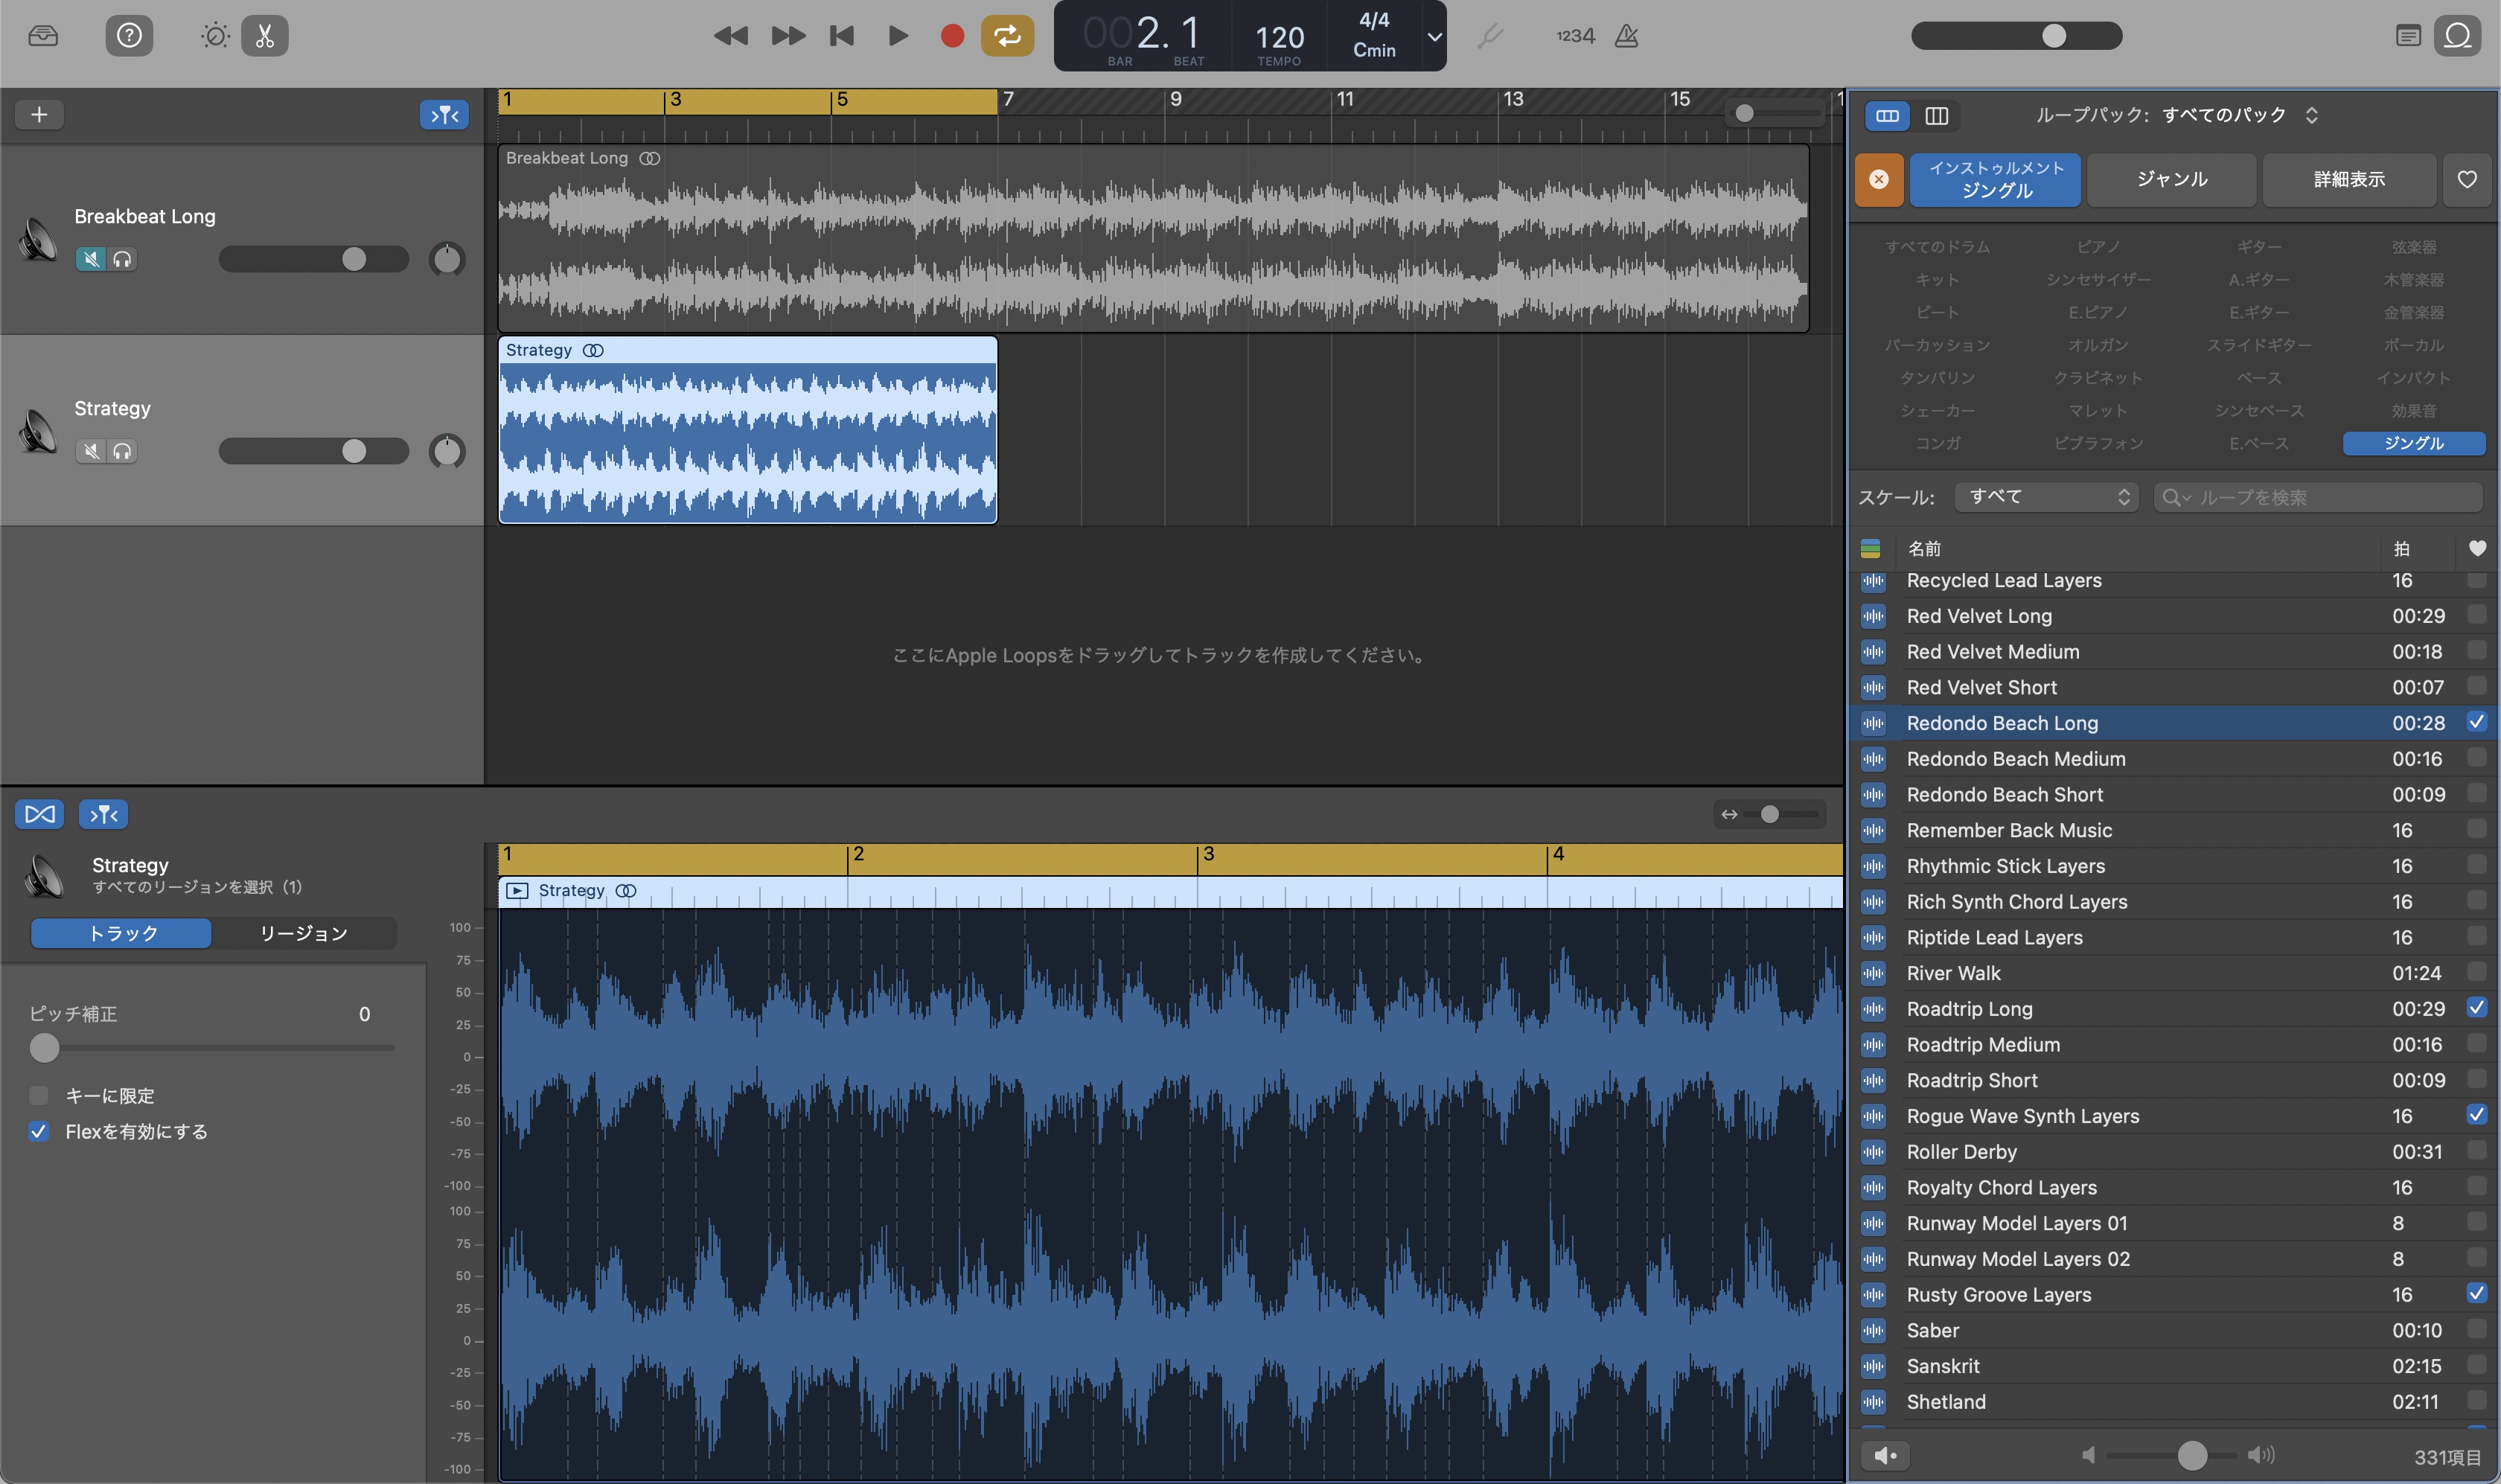 002. 1
BAR
BEAT
120
TEMPO
4/4
Cmin
1234
1
3
5
7
9
11
13
15
Breakbeat Long
Breakbeat Long
Strategy
Strategy
ここにApple Loopsをドラッグしてトラックを作成してください。
Strategy
すべてのリージョンを選択 (1)
トラック
リージョン
ピッチ補正 0
キーに限定
Flexを有効にする
1
2
3
4
Strategy
100
75
50
25
0
-25
-50
-75
-100
100
75
50
25
0
-25
-50
-75
-100
ループパック: すべてのパック
インストゥルメント
ジングル
ジャンル
詳細表示
すべてのドラム ピアノ ギター 弦楽器
キット シンセサイザー A.ギター 木管楽器
ビート E.ピアノ E.ギター 金管楽器
パーカッション オルガン スライドギター ボーカル
タンバリン クラビネット ベース インパクト
シェーカー マレット シンセベース 効果音
コンガ ビブラフォン E.ベース ジングル
スケール: すべて ループを検索
名前 拍
Recycled Lead Layers 16
Red Velvet Long 00:29
Red Velvet Medium 00:18
Red Velvet Short 00:07
Redondo Beach Long 00:28
Redondo Beach Medium 00:16
Redondo Beach Short 00:09
Remember Back Music 16
Rhythmic Stick Layers 16
Rich Synth Chord Layers 16
Riptide Lead Layers 16
River Walk 01:24
Roadtrip Long 00:29
Roadtrip Medium 00:16
Roadtrip Short 00:09
Rogue Wave Synth Layers 16
Roller Derby 00:31
Royalty Chord Layers 16
Runway Model Layers 01 8
Runway Model Layers 02 8
Rusty Groove Layers 16
Saber 00:10
Sanskrit 02:15
Shetland 02:11
331項目